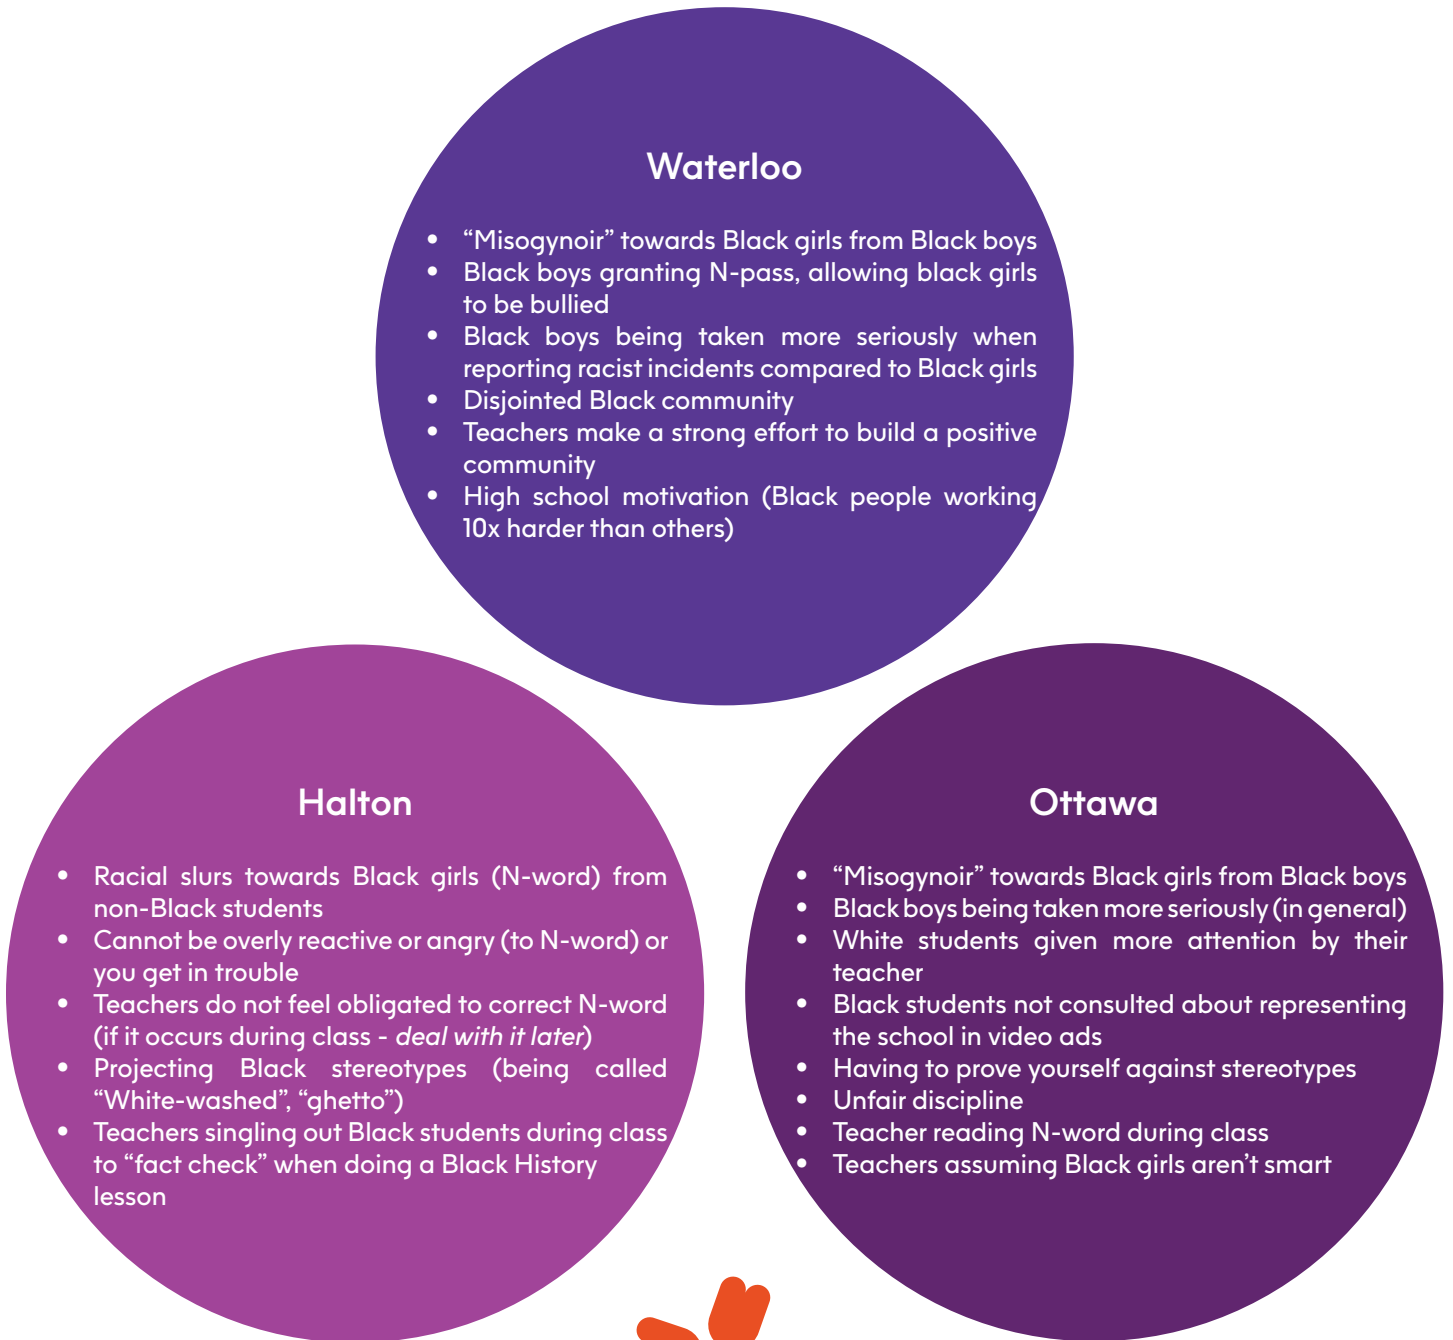 Waterloo
• “Misogynoir” towards Black girls from Black boys
• Black boys granting N-pass, allowing black girls
to be bullied
• Black boys being taken more seriously when
reporting racist incidents compared to Black girls
• Disjointed Black community
• Teachers make a strong effort to build a positive
community
• High school motivation (Black people working
10x harder than others)
Halton
• Racial slurs towards Black girls (N-word) from
non-Black students
• Cannot be overly reactive or angry (to N-word) or
you get in trouble
• Teachers do not feel obligated to correct N-word
(if it occurs during class - deal with it later)
• Projecting Black stereotypes (being called
“White-washed”, “ghetto”)
• Teachers singling out Black students during class
to “fact check” when doing a Black History
lesson
Ottawa
• “Misogynoir” towards Black girls from Black boys
• Black boys being taken more seriously (in general)
• White students given more attention by their
teacher
• Black students not consulted about representing
the school in video ads
• Having to prove yourself against stereotypes
• Unfair discipline
• Teacher reading N-word during class
• Teachers assuming Black girls aren’t smart